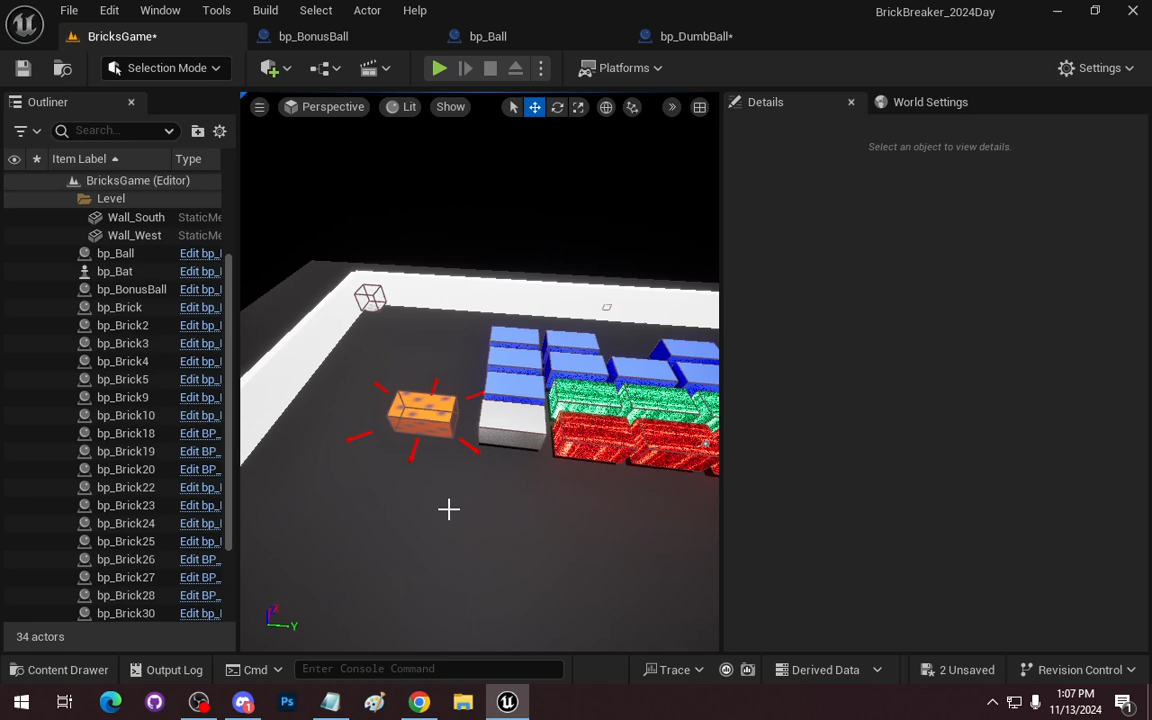 File Edit Window Tools Build Select Actor Help
BrickBreaker_2024Day
BricksGame*
bp_BonusBall
bp_Ball
bp_DumbBall*
Selection Mode
Platforms
Settings
Outliner
Perspective
Lit
Show
Details
World Settings
Search...
Select an object to view details.
Item Label
Type
BricksGame (Editor)
Level
Wall_South StaticMe
Wall_West StaticMe
bp_Ball Edit bp_
bp_Bat Edit bp_
bp_BonusBall Edit bp_
bp_Brick Edit bp_
bp_Brick2 Edit bp_
bp_Brick3 Edit bp_
bp_Brick4 Edit bp_
bp_Brick5 Edit bp_
bp_Brick9 Edit bp_
bp_Brick10 Edit bp_
bp_Brick18 Edit BP_
bp_Brick19 Edit BP_
bp_Brick20 Edit BP_
bp_Brick22 Edit bp_
bp_Brick23 Edit bp_
bp_Brick24 Edit bp_
bp_Brick25 Edit bp_
bp_Brick26 Edit BP_
bp_Brick27 Edit BP_
bp_Brick28 Edit BP_
bp_Brick30 Edit bp_
34 actors
Z
Y
Content Drawer
Output Log
Cmd
Enter Console Command
Trace
Derived Data
2 Unsaved
Revision Control
1:07 PM
11/13/2024
1